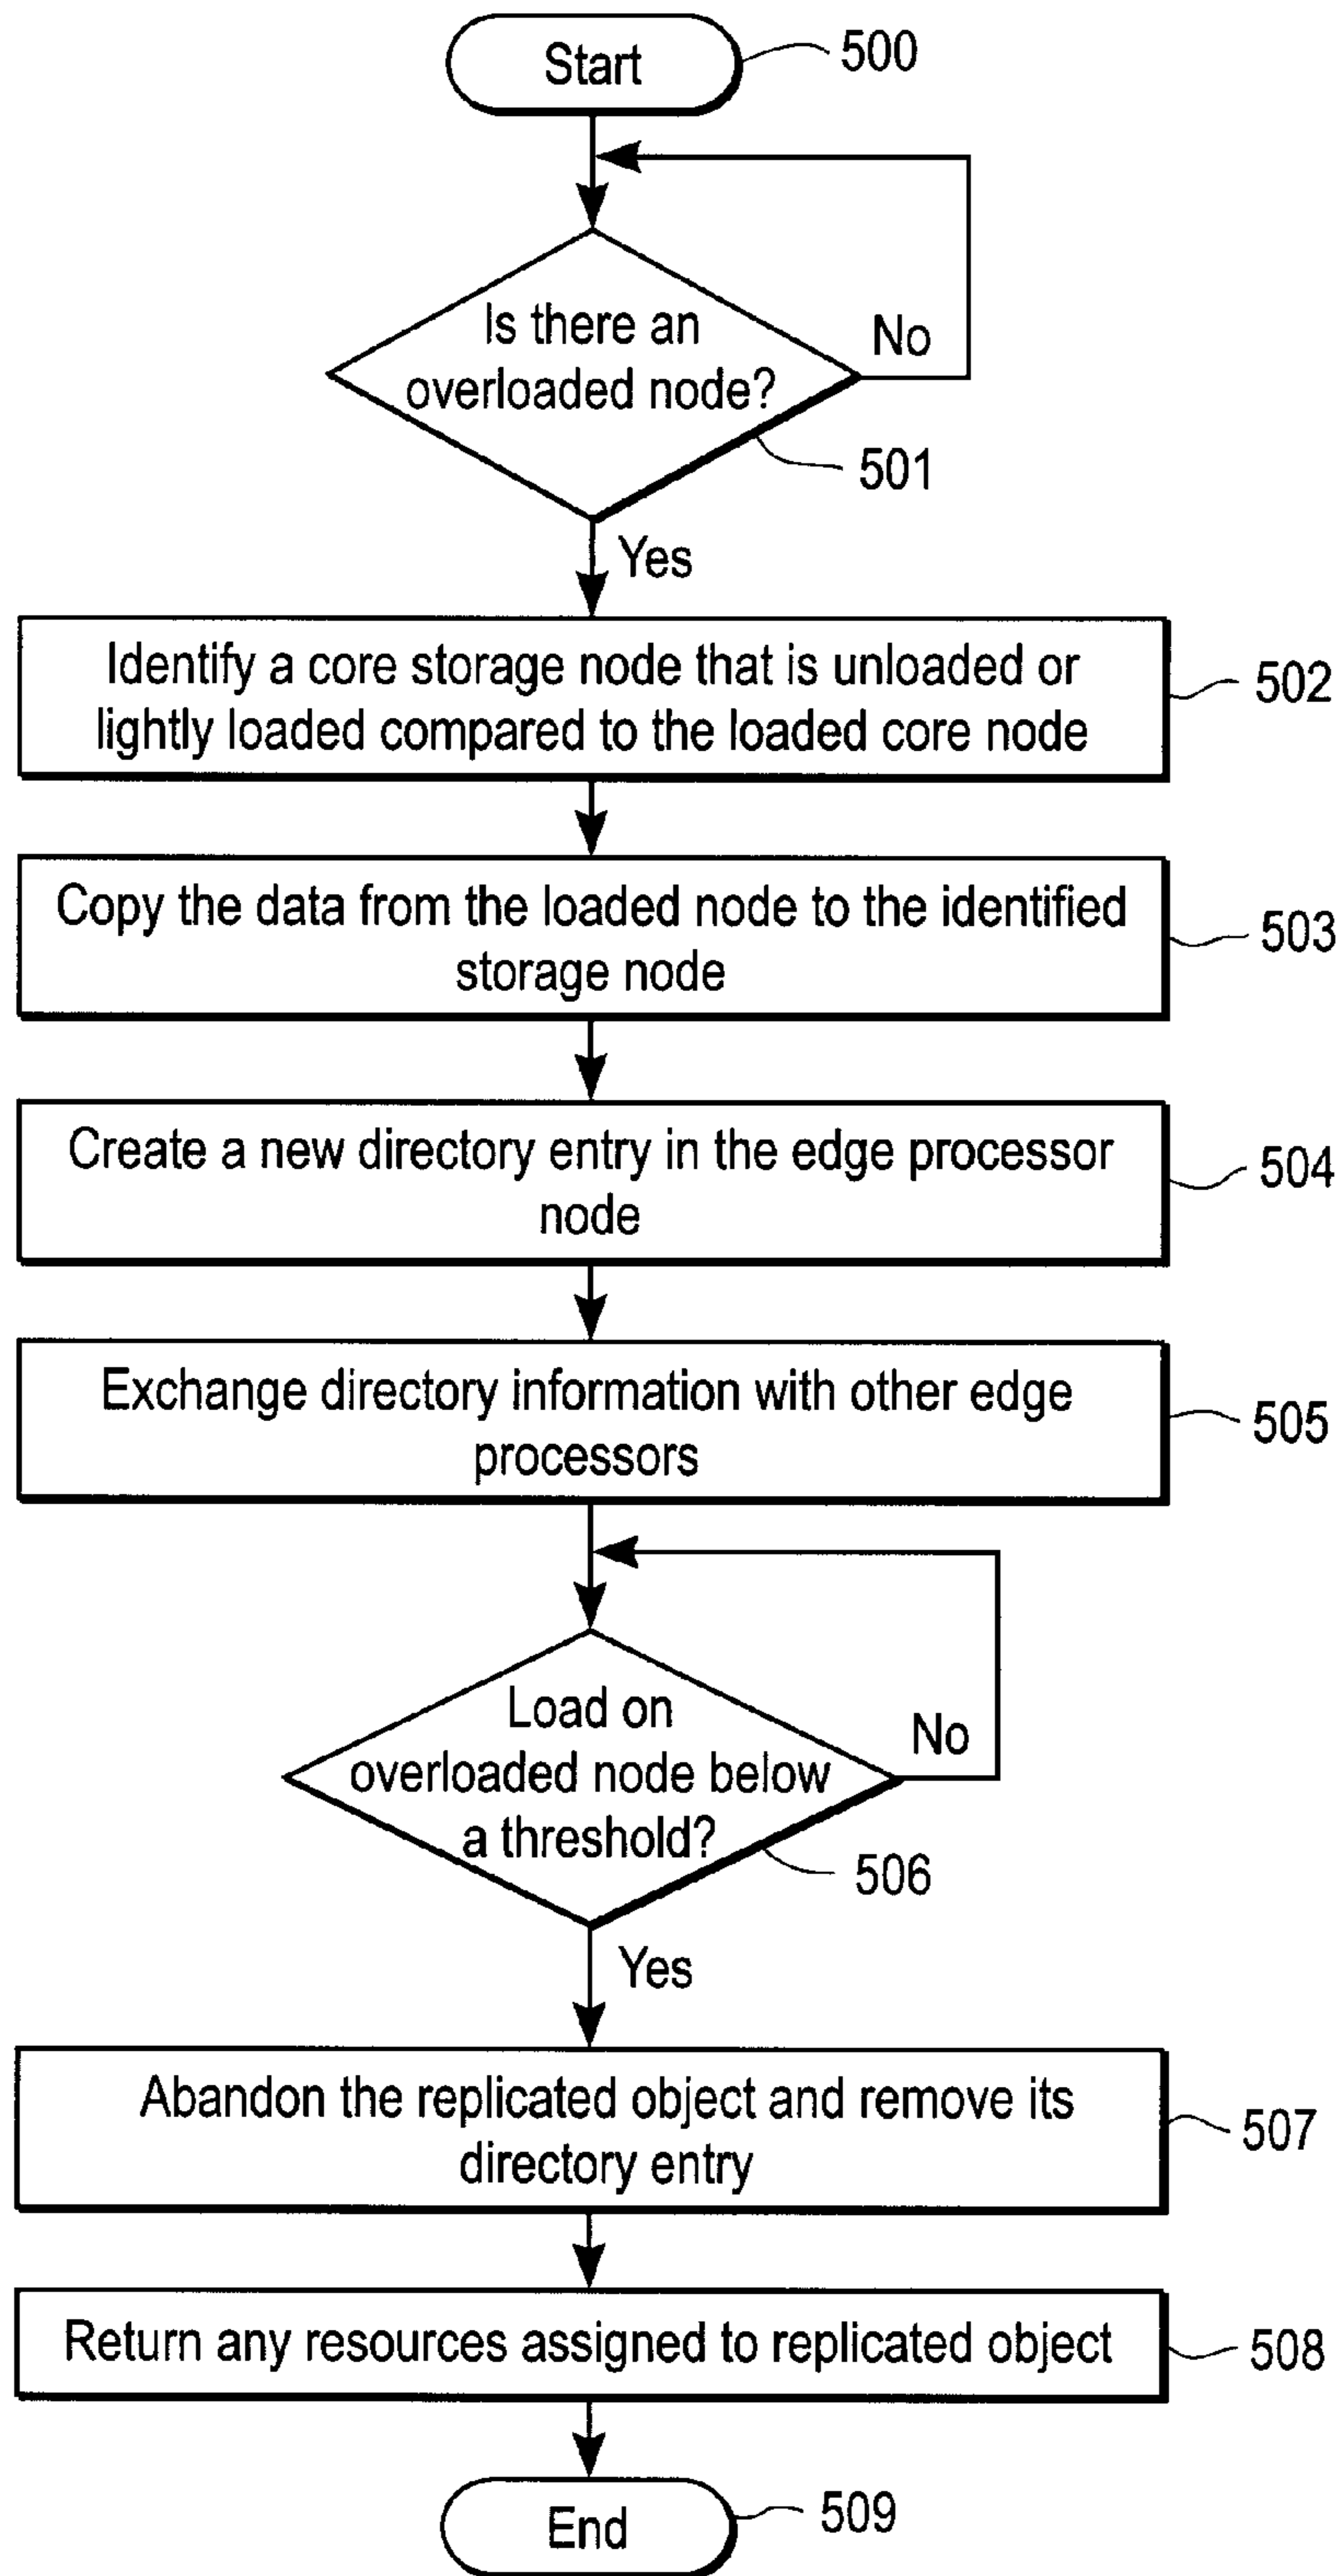 Start
500
Is there an
overloaded node?
No
501
Yes
Identify a core storage node that is unloaded or
lightly loaded compared to the loaded core node
502
Copy the data from the loaded node to the identified
storage node
503
Create a new directory entry in the edge processor
node
504
Exchange directory information with other edge
processors
505
Load on
overloaded node below
a threshold?
No
506
Yes
Abandon the replicated object and remove its
directory entry
507
Return any resources assigned to replicated object
508
End
509